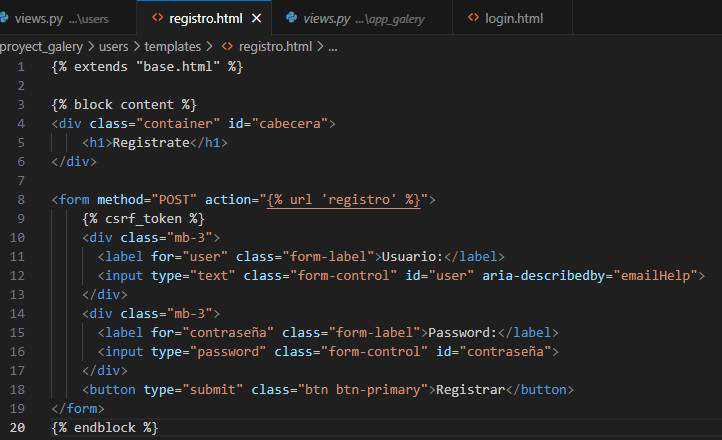 views.py ...\users registro.html views.py ...\app_galery login.html
proyect_galery > users > templates > registro.html > ...
1 {% extends "base.html" %}
2
3 {% block content %}
4 <div class="container" id="cabecera">
5 <h1>Registrate</h1>
6 </div>
7
8 <form method="POST" action="{% url 'registro' %}">
9 {% csrf_token %}
10 <div class="mb-3">
11 <label for="user" class="form-label">Usuario:</label>
12 <input type="text" class="form-control" id="user" aria-describedby="emailHelp">
13 </div>
14 <div class="mb-3">
15 <label for="contraseña" class="form-label">Password:</label>
16 <input type="password" class="form-control" id="contraseña">
17 </div>
18 <button type="submit" class="btn btn-primary">Registrar</button>
19 </form>
20 {% endblock %}